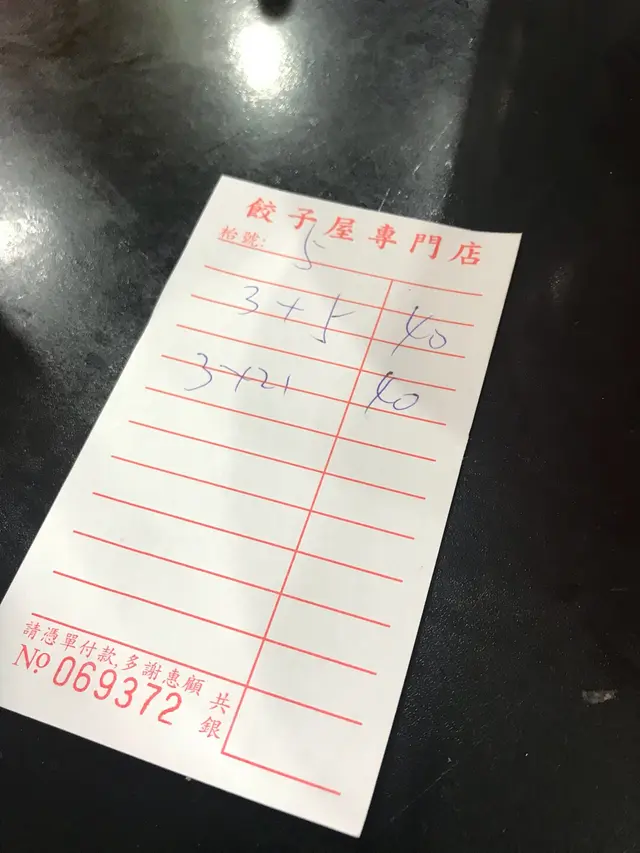 餃子屋專門店
枱號: 5
3+5 40
3+21 40
請憑單付款,多謝惠顧
共銀
No 069372